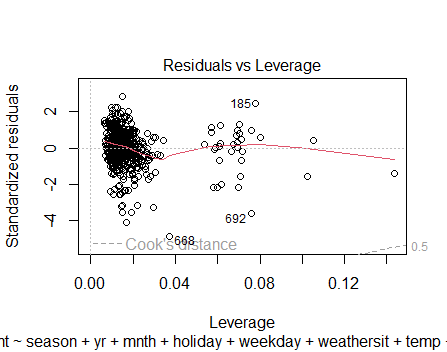 Residuals vs Leverage
Standardized residuals
2
0
-2
-4
185
692
668
Cook's distance
0.5
0.00 0.04 0.08 0.12
Leverage
nt ~ season + yr + mnth + holiday + weekday + weathersit + temp +